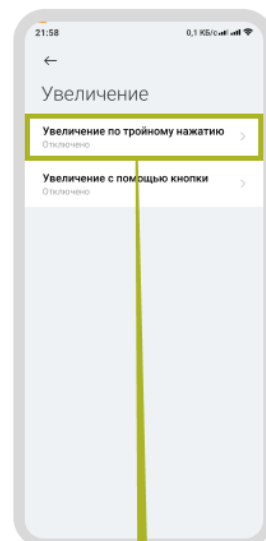 21:58 0,1 КБ/с
Увеличение
Увеличение по тройному нажатию
Отключено
Увеличение с помощью кнопки
Отключено